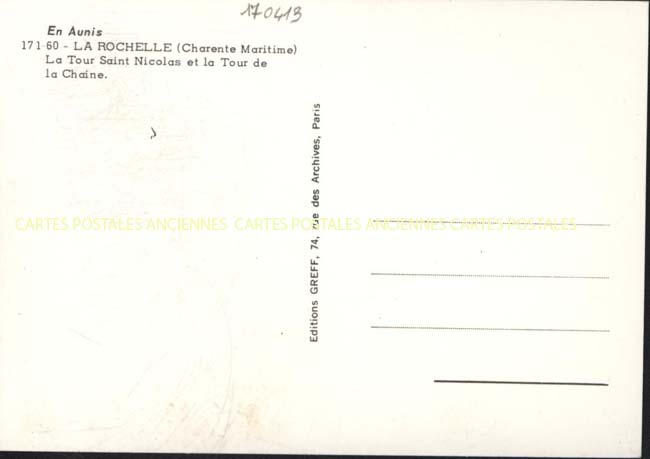 170413
En Aunis
171-60 - LA ROCHELLE (Charente Maritime)
La Tour Saint Nicolas et la Tour de
la Chaine.
Editions GREFF, 74, rue des Archives, Paris
CARTES POSTALES ANCIENNES CARTES POSTALES ANCIENNES CARTES POSTALES